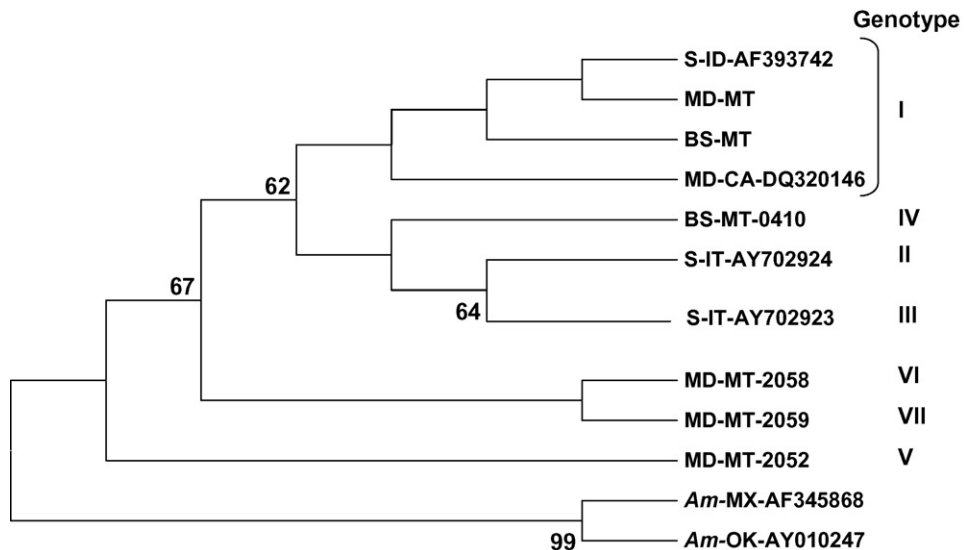 Genotype
S-ID-AF393742
MD-MT
I
BS-MT
MD-CA-DQ320146
62
BS-MT-0410 IV
S-IT-AY702924 II
67
64
S-IT-AY702923 III
MD-MT-2058 VI
MD-MT-2059 VII
MD-MT-2052 V
Am-MX-AF345868
99
Am-OK-AY010247